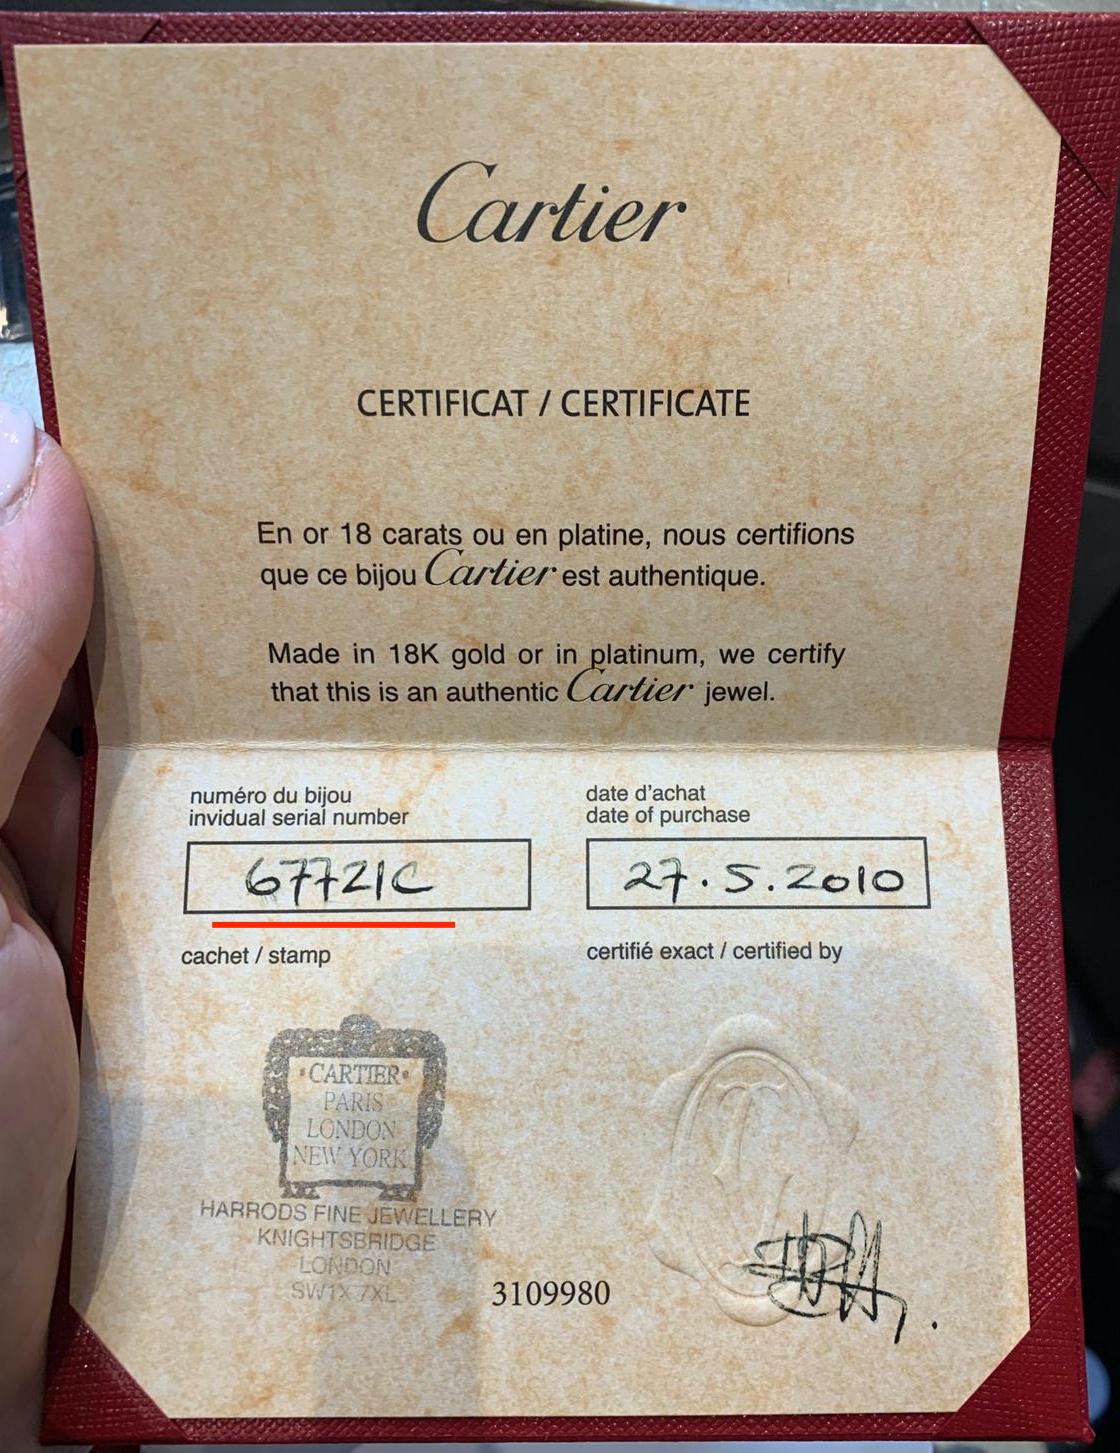 Cartier
CERTIFICAT / CERTIFICATE
En or 18 carats ou en platine, nous certifions
que ce bijou Cartier est authentique.
Made in 18K gold or in platinum, we certify
that this is an authentic Cartier jewel.
numéro du bijou
invidual serial number
67721C
date d'achat
date of purchase
27.5.2010
cachet / stamp
certifié exact / certified by
CARTIER
PARIS
LONDON
NEW YORK
HARRODS FINE JEWELLERY
KNIGHTSBRIDGE
LONDON
SW1X 7XL
3109980